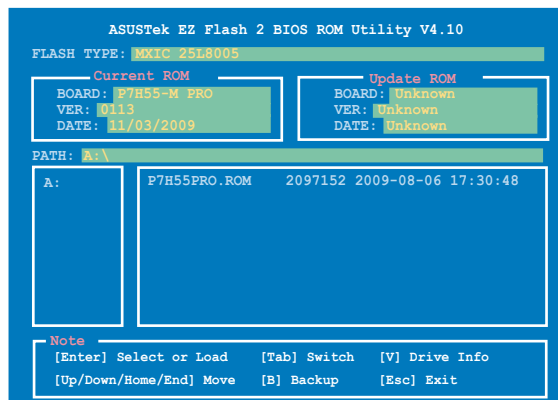 ASUSTek EZ Flash 2 BIOS ROM Utility V4.10
FLASH TYPE: MXIC 25L8005
Current ROM
BOARD: P7H55-M PRO
VER: 0113
DATE: 11/03/2009
Update ROM
BOARD: Unknown
VER: Unknown
DATE: Unknown
PATH: A:\
A:
P7H55PRO.ROM 2097152 2009-08-06 17:30:48
Note
[Enter] Select or Load [Tab] Switch [V] Drive Info
[Up/Down/Home/End] Move [B] Backup [Esc] Exit